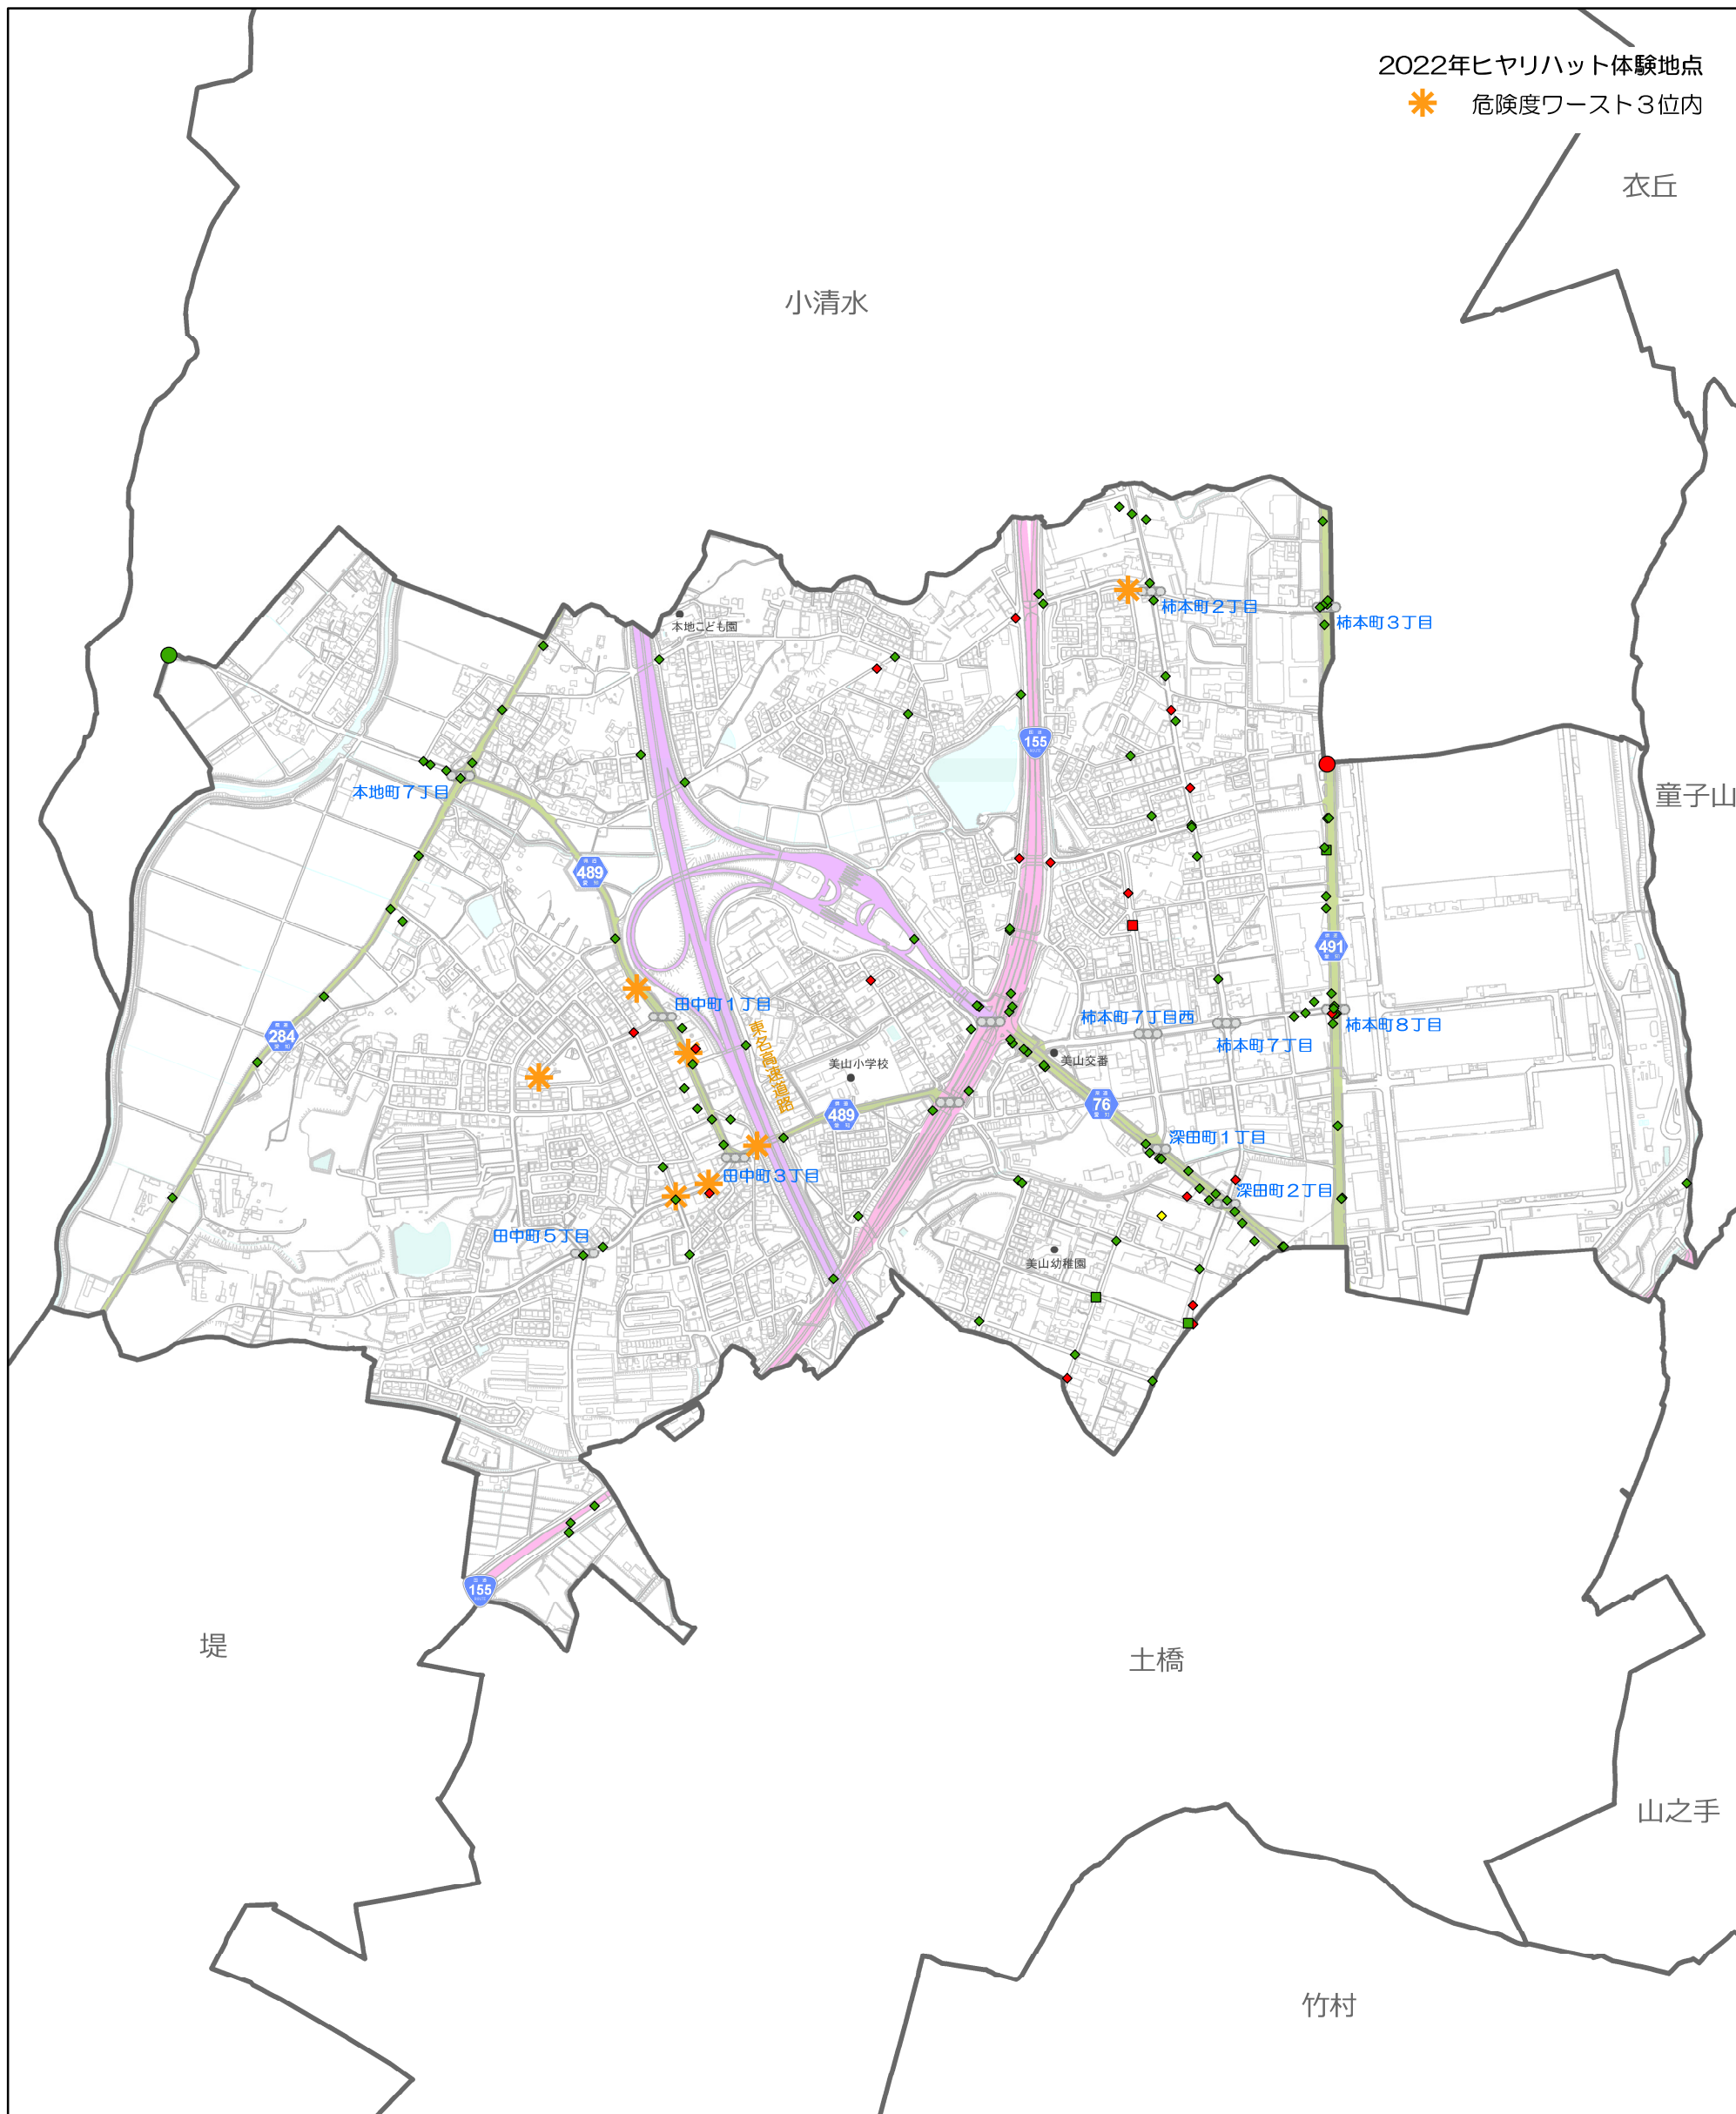 2022年ヒヤリハット体験地点
危険度ワースト3位内
衣丘
小清水
柿本町2丁目
柿本町3丁目
本地こども園
155
本地町7丁目
童子山
489
491
田中町1丁目
柿本町7丁目西
柿本町8丁目
284
東名高速道路
柿本町7丁目
美山小学校
美山交番
76
489
深田町1丁目
田中町3丁目
深田町2丁目
田中町5丁目
美山幼稚園
155
堤
土橋
山之手
竹村